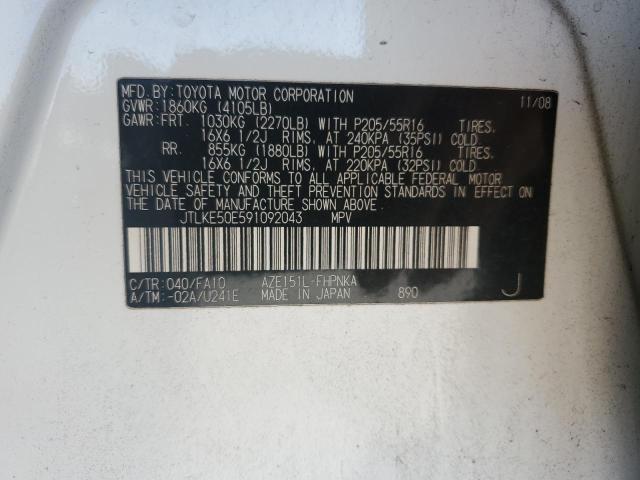 MFD.BY:TOYOTA MOTOR CORPORATION 11/08
GVWR:1860KG (4105LB)
GAWR:FRT. 1030KG (2270LB) WITH P205/55R16 TIRES,
16X6 1/2J RIMS, AT 240KPA (35PSI) COLD
RR. 855KG (1880LB) WITH P205/55R16 TIRES,
16X6 1/2J RIMS, AT 220KPA (32PSI) COLD
THIS VEHICLE CONFORMS TO ALL APPLICABLE FEDERAL MOTOR
VEHICLE SAFETY AND THEFT PREVENTION STANDARDS IN EFFECT ON
THE DATE OF MANUFACTURE SHOWN ABOVE.
JTLKE50E591092043 MPV
C/TR:040/FA10 AZE151L-FHPNKA
A/TM:-02A/U241E MADE IN JAPAN 890 J